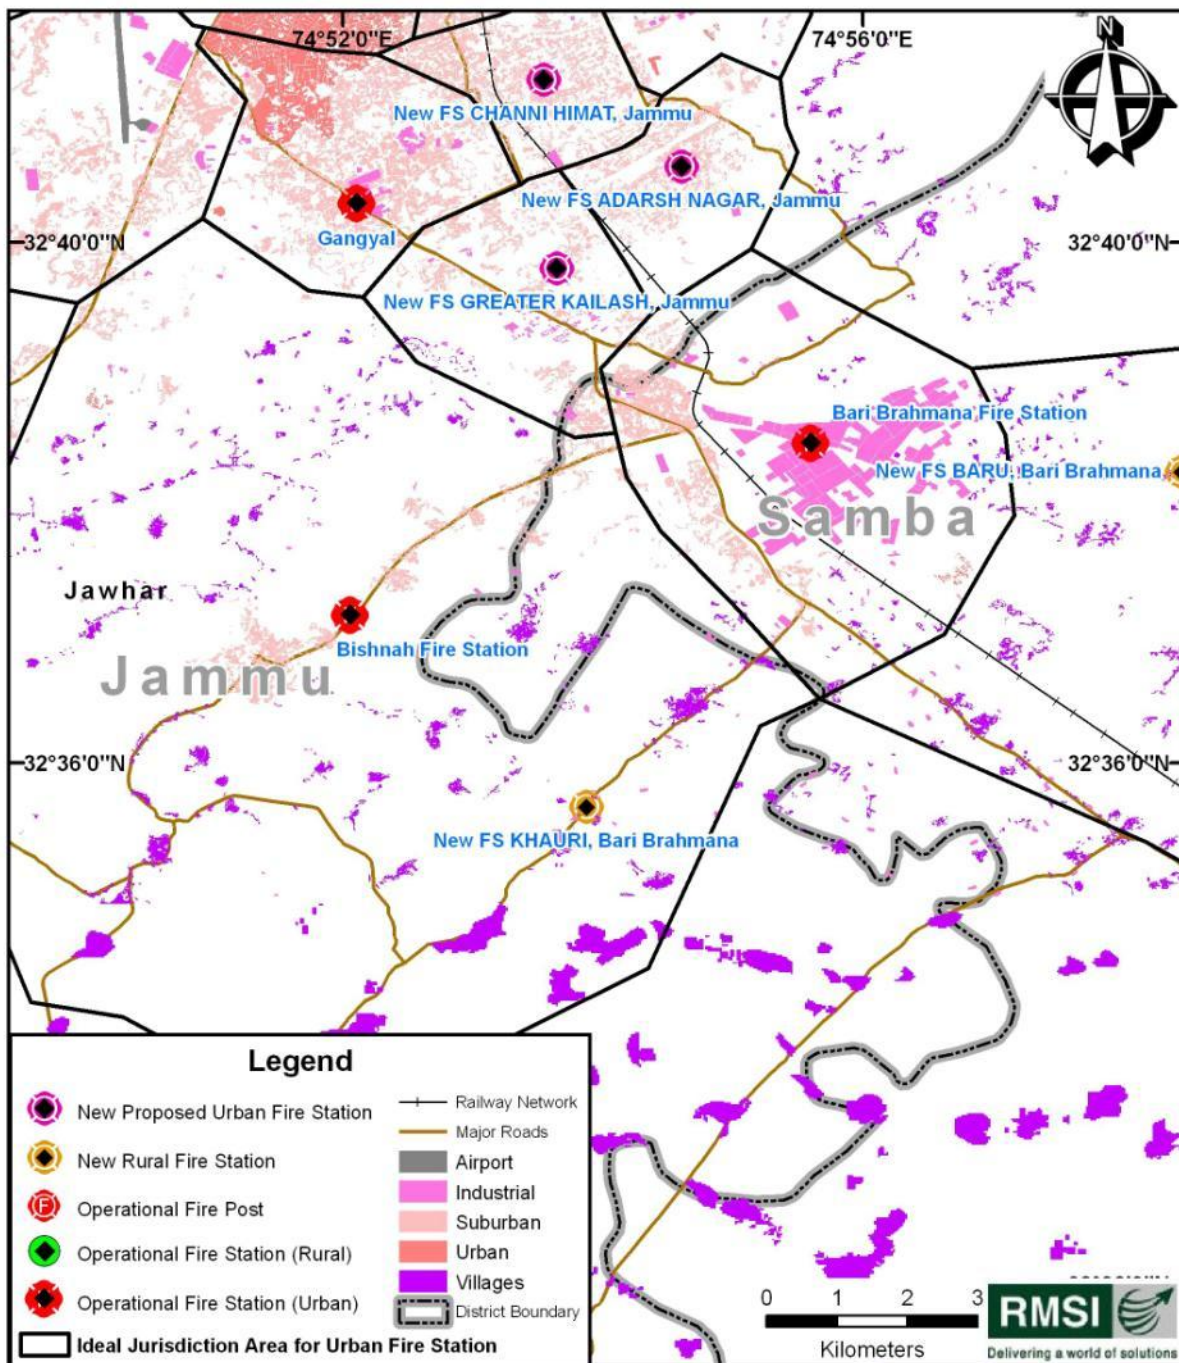 74°52'0"E
74°56'0"E
N
New FS CHANNI HIMAT, Jammu
New FS ADARSH NAGAR, Jammu
Gangyal
32°40'0"N
32°40'0"N
New FS GREATER KAILASH, Jammu
Bari Brahmana Fire Station
New FS BARU, Bari Brahmana
Samba
Jawhar
Bishnah Fire Station
Jammu
32°36'0"N
32°36'0"N
New FS KHAURI, Bari Brahmana
Legend
New Proposed Urban Fire Station
New Rural Fire Station
F
Operational Fire Post
Operational Fire Station (Rural)
Operational Fire Station (Urban)
Ideal Jurisdiction Area for Urban Fire Station
Railway Network
Major Roads
Airport
Industrial
Suburban
Urban
Villages
District Boundary
0 1 2 3
Kilometers
RMSI
Delivering a world of solutions